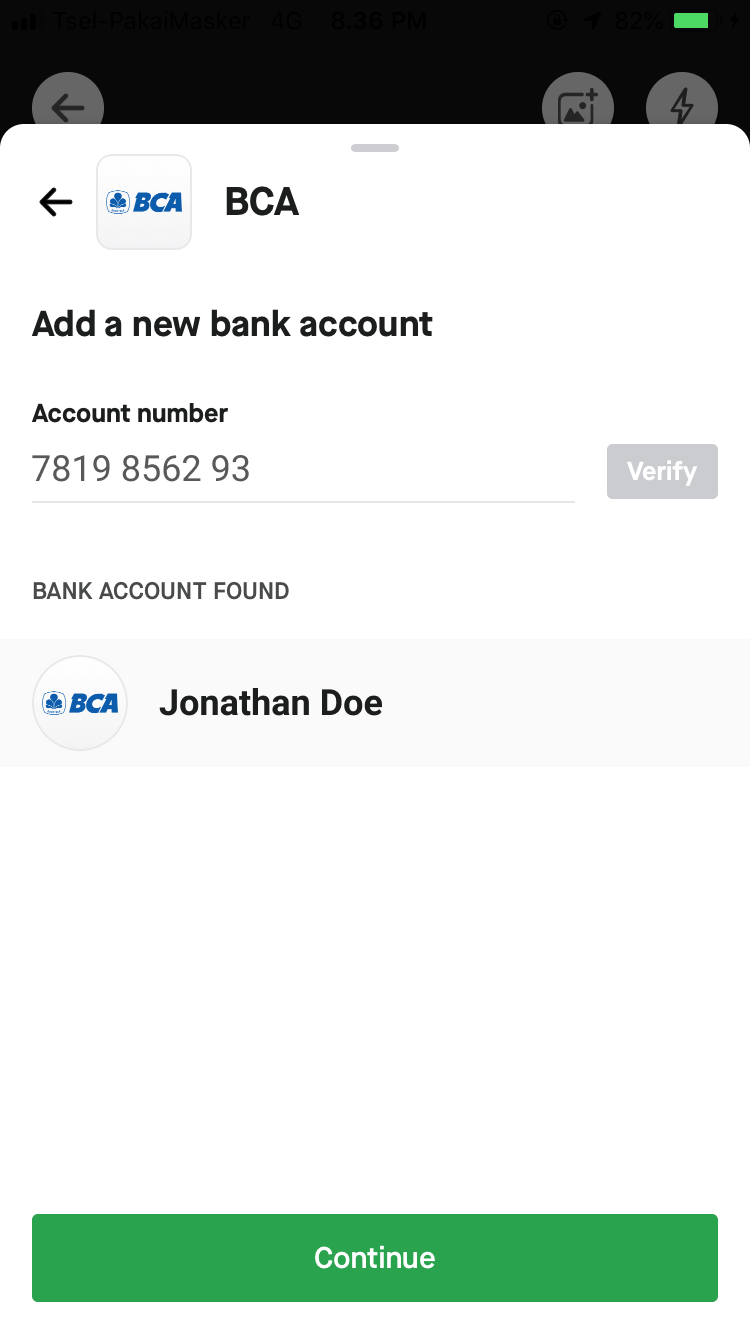 Tsel-PakaiMasker 4G 8.36 PM 82%
BCA BCA
Add a new bank account
Account number
7819 8562 93
Verify
BANK ACCOUNT FOUND
BCA Jonathan Doe
Continue